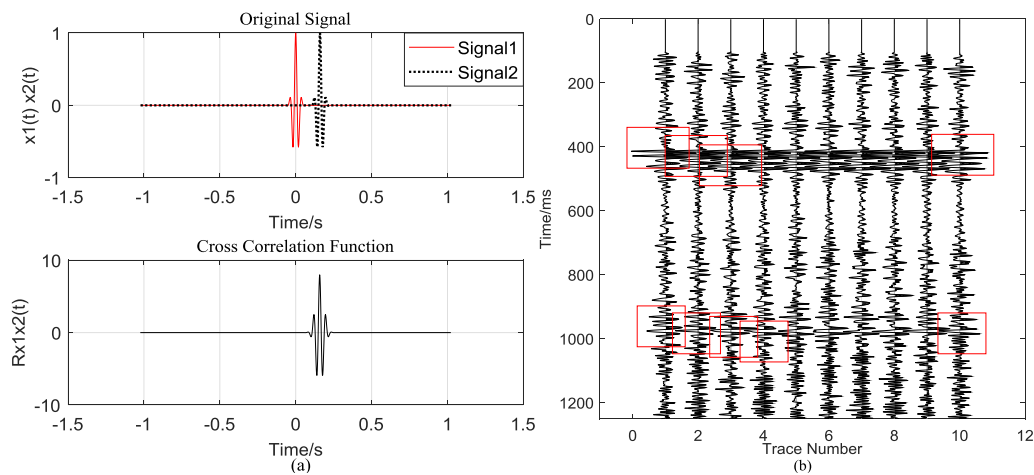 Original Signal
1
0
-1
x1(t) x2(t)
Signal1
Signal2
-1.5 -1 -0.5 0 0.5 1 1.5
Time/s
Cross Correlation Function
10
0
-10
Rx1x2(t)
-1.5 -1 -0.5 0 0.5 1 1.5
Time/s
(a)
0
200
400
600
800
1000
1200
Time/ms
0 2 4 6 8 10 12
Trace Number
(b)